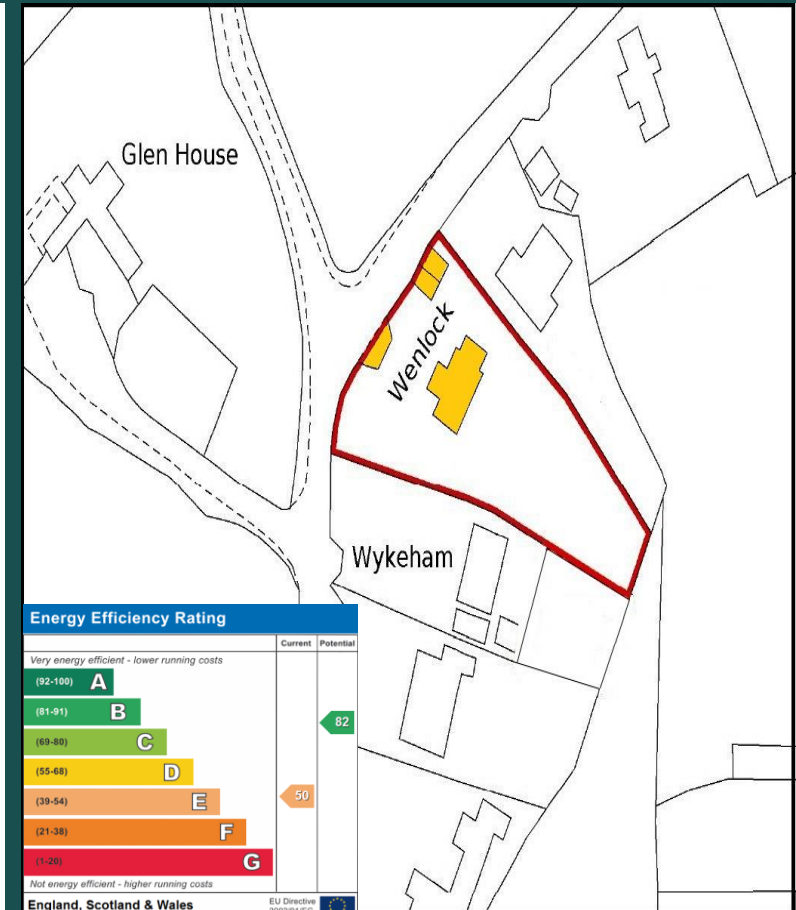 Glen House
Wenlock
Wykeham
Energy Efficiency Rating
Current Potential
Very energy efficient - lower running costs
(92-100) A
(81-91) B
82
(69-80) C
(55-68) D
(39-54) E
50
(21-38) F
(1-20) G
Not energy efficient - higher running costs
England, Scotland & Wales
EU Directive